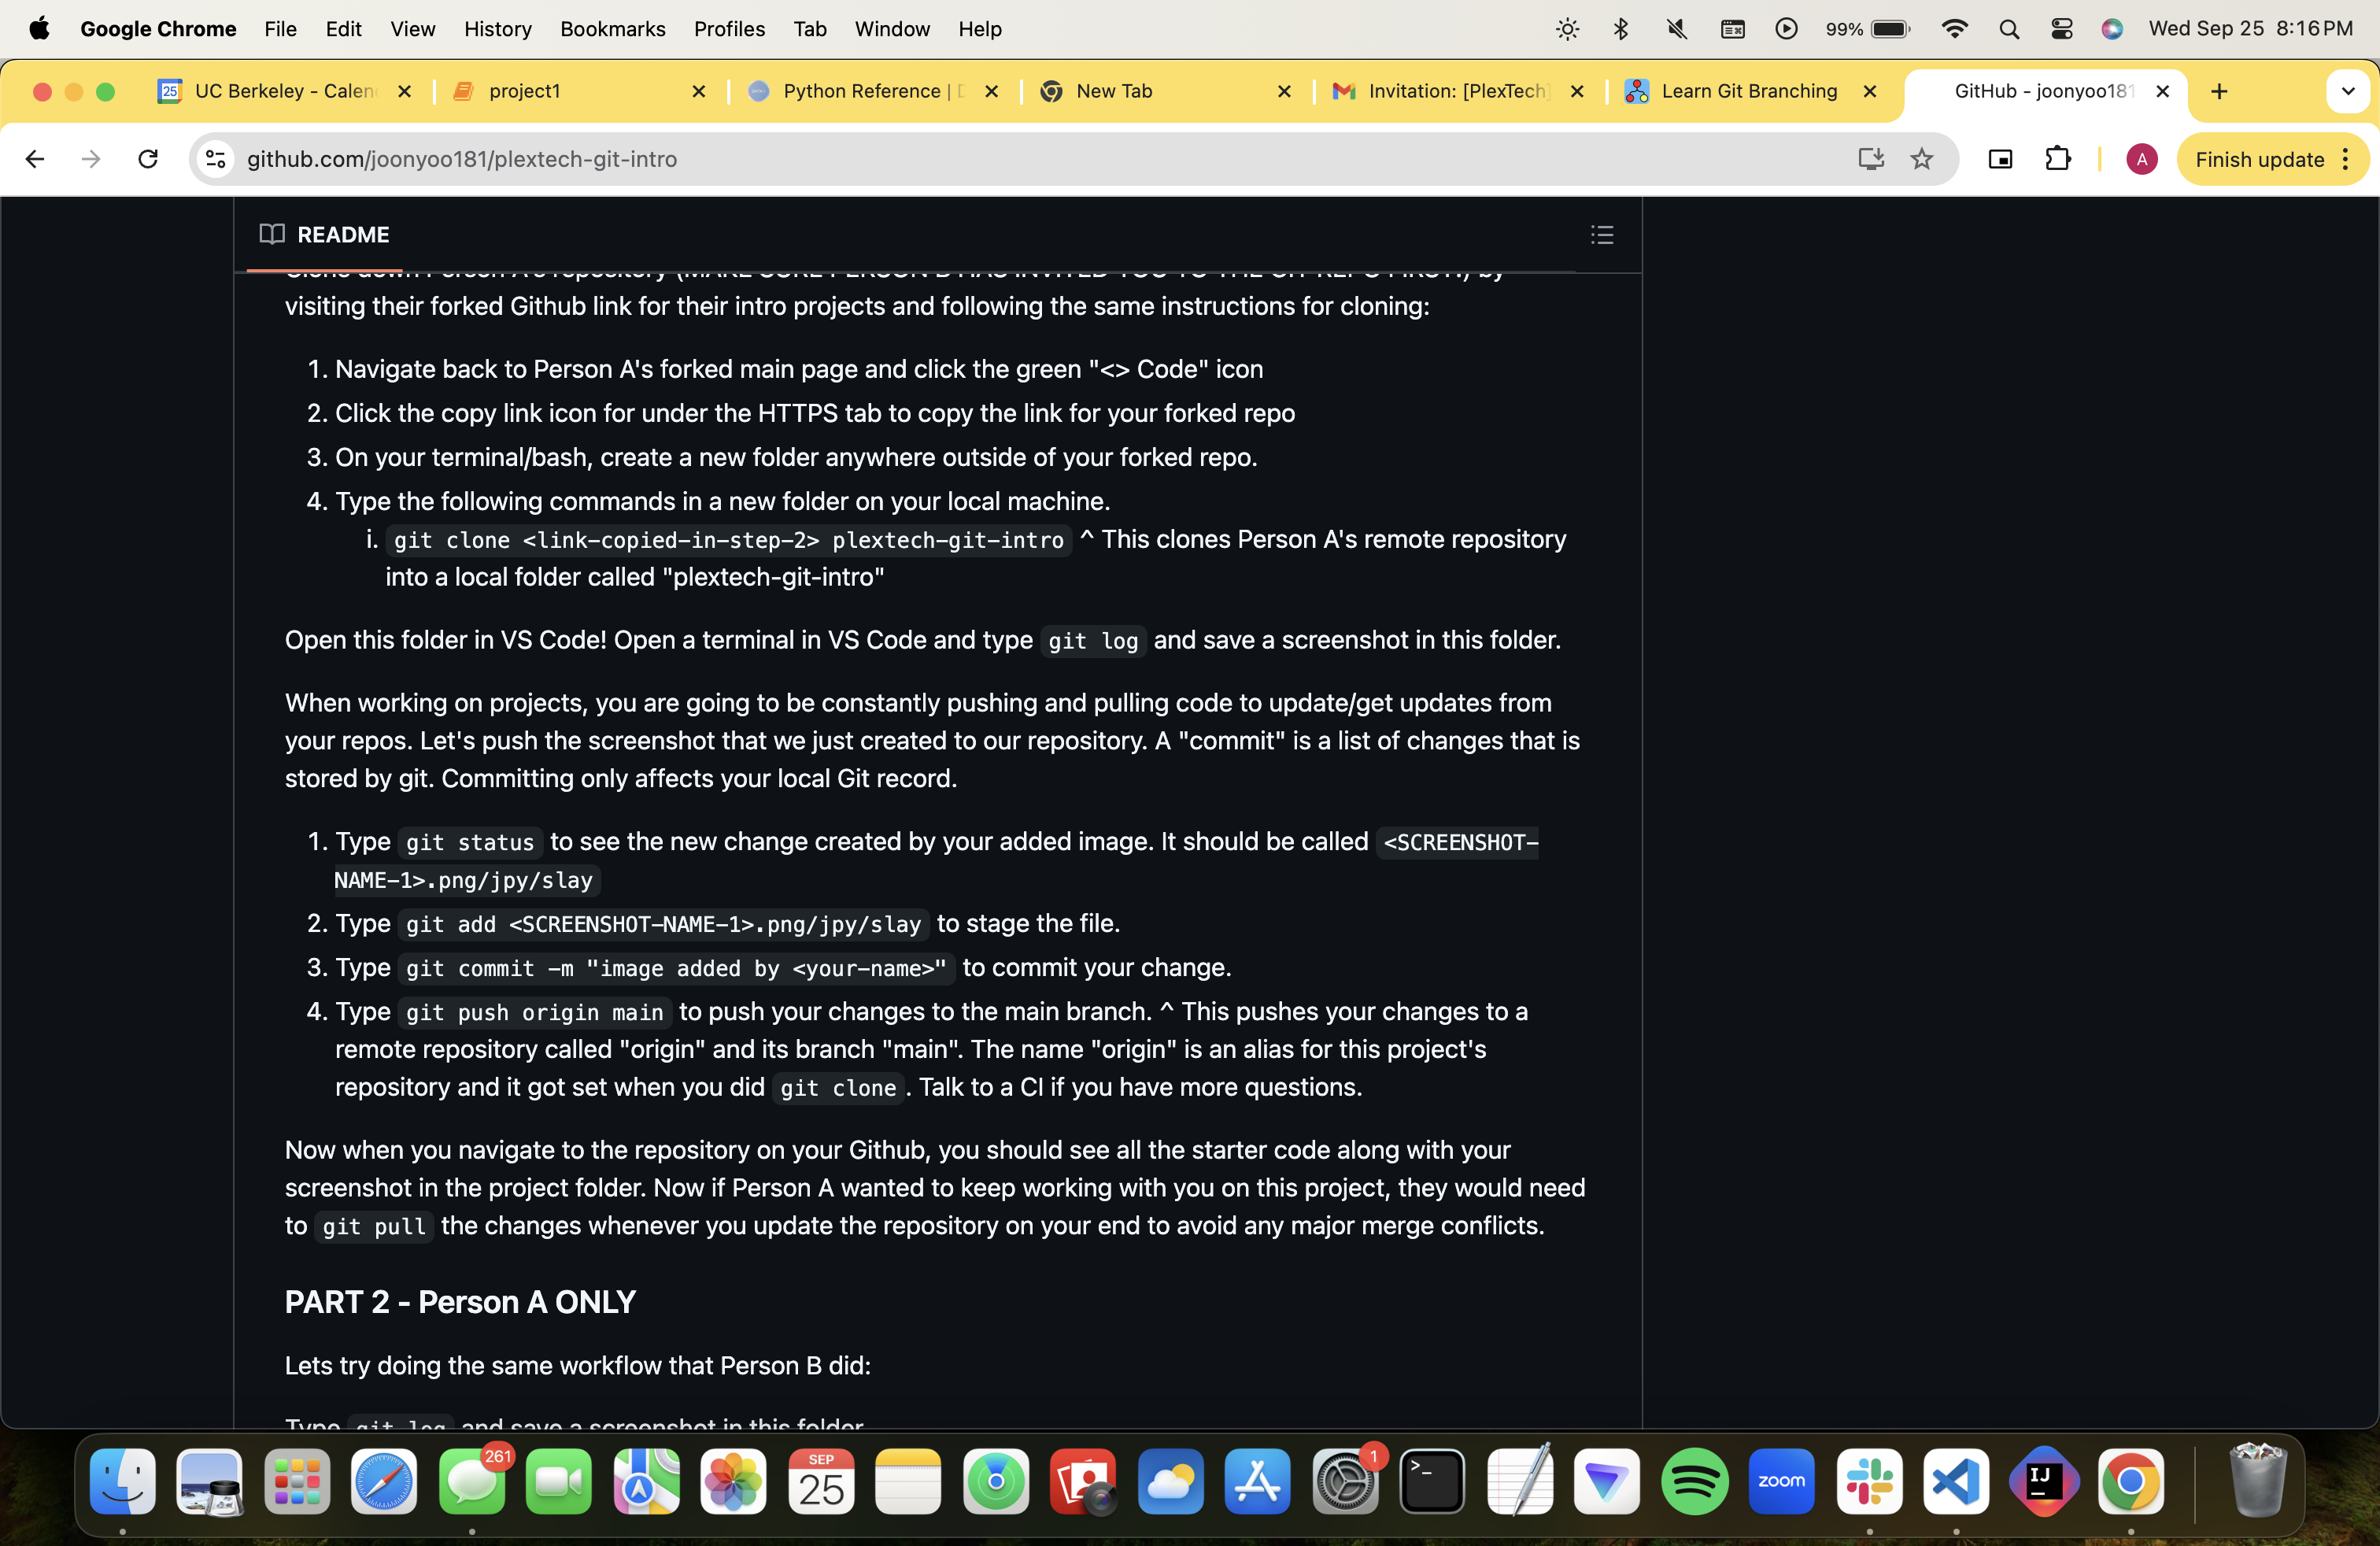 Google Chrome File Edit View History Bookmarks Profiles Tab Window Help 99% Wed Sep 25 8:16 PM
25 UC Berkeley - Calen project1 Python Reference | New Tab Invitation: [PlexTech] Learn Git Branching GitHub - joonyoo181
github.com/joonyoo181/plextech-git-intro A Finish update
README
Clone down Person A's repository (MAKE SURE PERSON B HAS INVITED YOU TO THE GIT REPO FIRST!) by
visiting their forked Github link for their intro projects and following the same instructions for cloning:
1. Navigate back to Person A's forked main page and click the green "<> Code" icon
2. Click the copy link icon for under the HTTPS tab to copy the link for your forked repo
3. On your terminal/bash, create a new folder anywhere outside of your forked repo.
4. Type the following commands in a new folder on your local machine.
i. git clone <link-copied-in-step-2> plextech-git-intro ^ This clones Person A's remote repository
into a local folder called "plextech-git-intro"
Open this folder in VS Code! Open a terminal in VS Code and type git log and save a screenshot in this folder.
When working on projects, you are going to be constantly pushing and pulling code to update/get updates from
your repos. Let's push the screenshot that we just created to our repository. A "commit" is a list of changes that is
stored by git. Committing only affects your local Git record.
1. Type git status to see the new change created by your added image. It should be called <SCREENSHOT-
NAME-1>.png/jpy/slay
2. Type git add <SCREENSHOT-NAME-1>.png/jpy/slay to stage the file.
3. Type git commit -m "image added by <your-name>" to commit your change.
4. Type git push origin main to push your changes to the main branch. ^ This pushes your changes to a
remote repository called "origin" and its branch "main". The name "origin" is an alias for this project's
repository and it got set when you did git clone. Talk to a CI if you have more questions.
Now when you navigate to the repository on your Github, you should see all the starter code along with your
screenshot in the project folder. Now if Person A wanted to keep working with you on this project, they would need
to git pull the changes whenever you update the repository on your end to avoid any major merge conflicts.
PART 2 - Person A ONLY
Lets try doing the same workflow that Person B did:
Type git log and save a screenshot in this folder
261 SEP 25 1 >_ zoom IJ